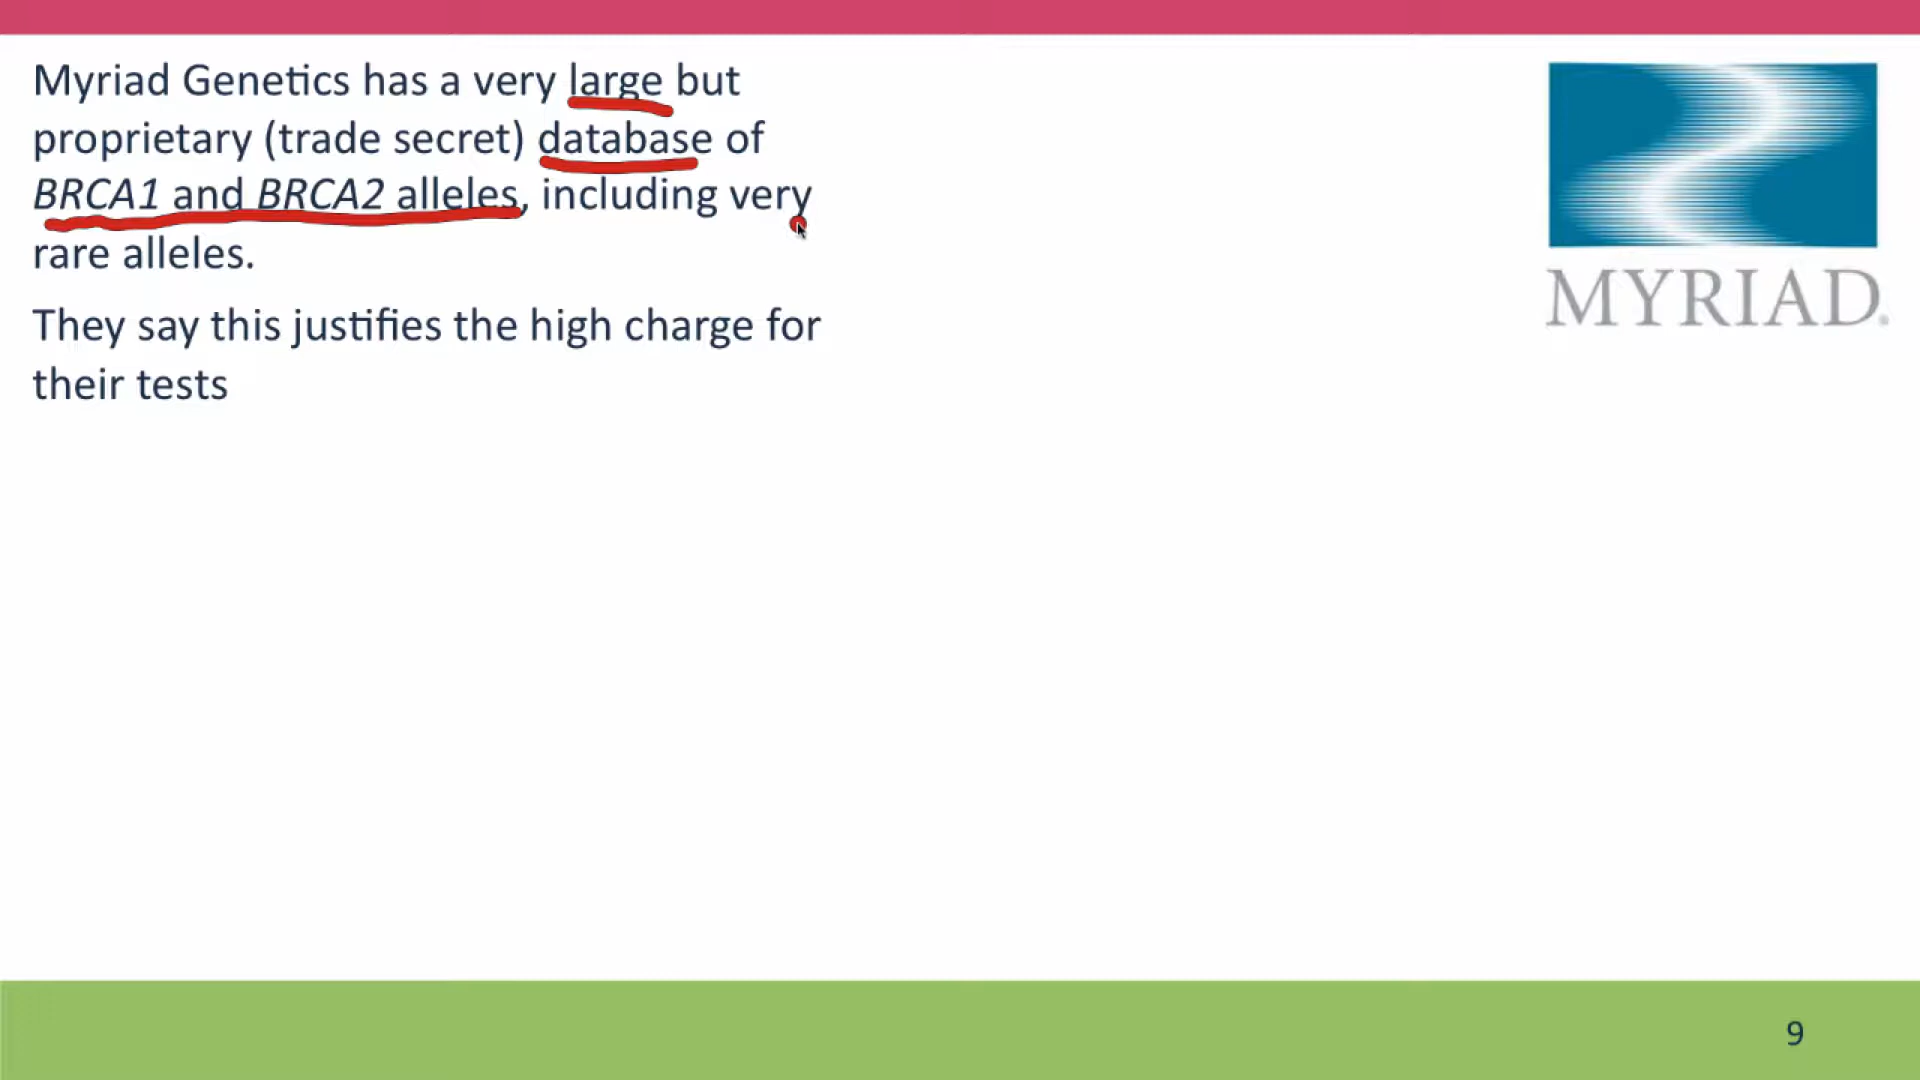 Myriad Genetics has a very large but
proprietary (trade secret) database of
BRCA1 and BRCA2 alleles, including very
rare alleles.
They say this justifies the high charge for
their tests
MYRIAD®
9